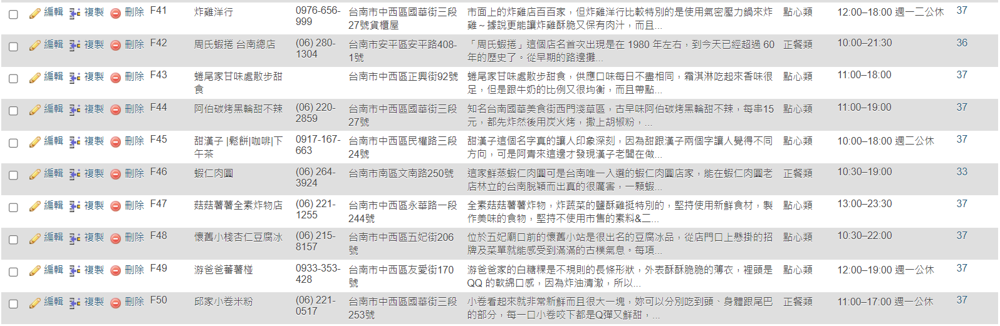 編輯 複製 刪除 F41 炸雞洋行 0976-656- 台南市中西區國華街三段 市面上的炸雞店百百家，但炸雞洋行比較特別的是使用氣密壓力鍋來炸 點心類 12:00–18:00 週一二公休 37
999 27號貨櫃屋 雞～據說更能讓炸雞酥脆又保有肉汁，而且...
編輯 複製 刪除 F42 周氏蝦捲 台南總店 (06) 280- 台南市安平區安平路408- 「周氏蝦捲」這個店名首次出現是在 1980 年左右，到今天已經超過 60 正餐類 10:00–21:30 36
1304 1號 年的歷史了。從早期的路邊攤...
編輯 複製 刪除 F43 蜷尾家甘味處散步甜 台南市中西區正興街92號 蜷尾家甘味處散步甜食，供應口味每日不盡相同，霜淇淋吃起來香味很 點心類 11:00–18:00 37
食 足，但是跟牛奶的比例又很均衡，而且帶點...
編輯 複製 刪除 F44 阿伯碳烤黑輪甜不辣 (06) 220- 台南市中西區國華街三段 知名台南國華美食街西門淺草區，古早味阿伯碳烤黑輪甜不辣，每串15 點心類 11:00–19:00 37
2859 27號 元，都先炸然後用炭火烤，撒上胡椒粉，...
編輯 複製 刪除 F45 甜漢子 |鬆餅|咖啡|下 0917-167- 台南市中西區民權路三段 甜漢子這個名字真的讓人印象深刻，因為甜跟漢子兩個字讓人覺得不同 點心類 10:00–18:00 週二公休 37
午茶 663 24號 方向，可是阿青來這邊才發現漢子老闆在做...
編輯 複製 刪除 F46 蝦仁肉圓 (06) 264- 台南市南區文南路250號 這家鮮蒸蝦仁肉圓可是台南唯一入選的蝦仁肉圓店家，能在蝦仁肉圓老 正餐類 10:30–19:00 33
3924 店林立的台南脫穎而出真的很厲害，一顆蝦...
編輯 複製 刪除 F47 菇菇薯薯全素炸物店 (06) 221- 台南市中西區永華路一段 全素菇菇薯薯炸物，炸蔬菜的鹽酥雞挺特別的，堅持使用新鮮食材，製 點心類 13:00–23:30 37
1255 244號 作美味的食物，堅持不使用市售的素料&二...
編輯 複製 刪除 F48 懷舊小棧杏仁豆腐冰 (06) 215- 台南市中西區五妃街206 位於五妃廟口前的懷舊小站是很出名的豆腐冰品，從店門口上懸掛的招 點心類 10:30–22:00 37
8157 號 牌及菜單就能感受到滿滿的古樸氣息。每項...
編輯 複製 刪除 F49 游爸爸蕃薯椪 0933-353- 台南市中西區友愛街170 游爸爸家的白糖粿是不規則的長條形狀，外表酥酥脆脆的薄衣，裡頭是 點心類 12:00–19:00 週一公休 37
428 號 QQ 的軟綿口感，因為炸油清澈，所以...
編輯 複製 刪除 F50 邱家小卷米粉 (06) 221- 台南市中西區國華街三段 小卷看起來就非常新鮮而且很大一塊，妳可以分別吃到頭、身體跟尾巴 正餐類 11:00–17:00 週一公休 37
0517 253號 的部分，每一口小卷咬下都是Q彈又鮮甜，...